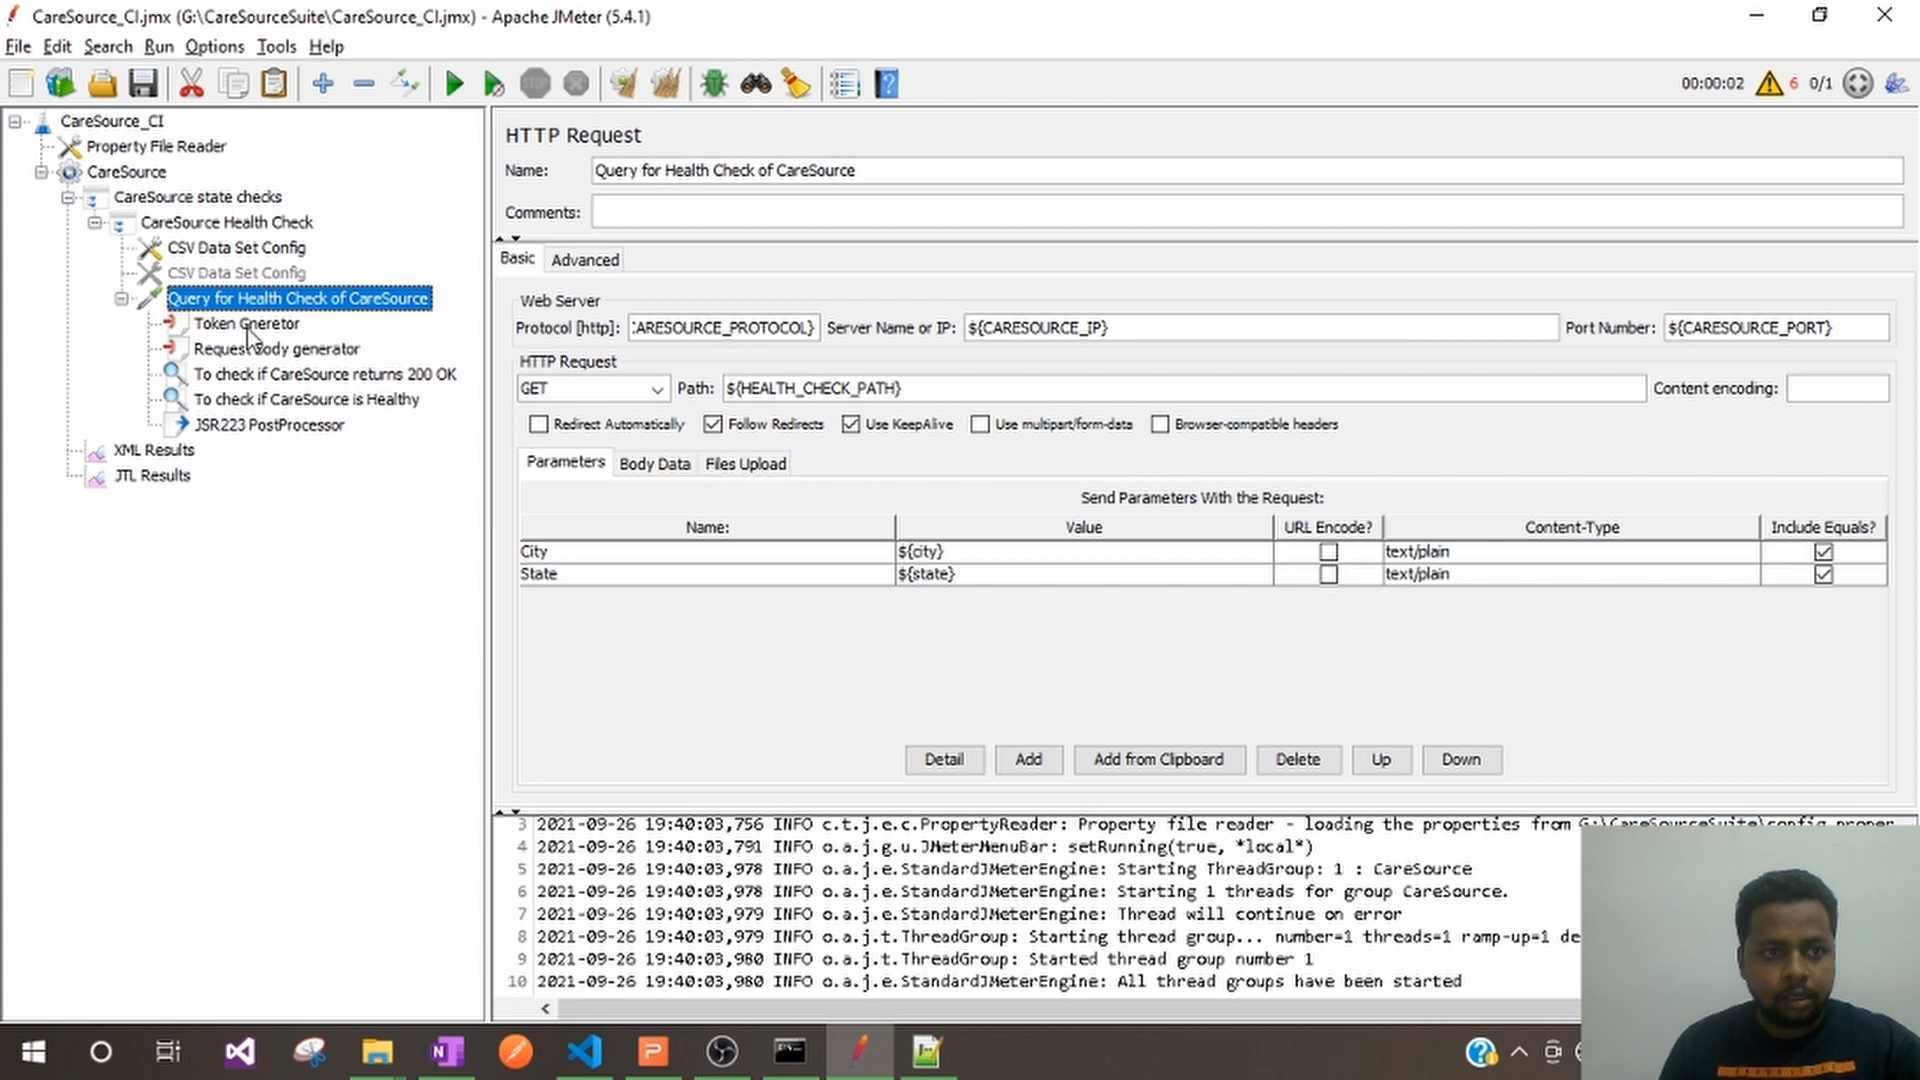 CareSource_CI.jmx (G:\CareSourceSuite\CareSource_CI.jmx) - Apache JMeter (5.4.1)
File Edit Search Run Options Tools Help
STOP
00:00:02 6 0/1
CareSource_CI
Property File Reader
CareSource
CareSource state checks
CareSource Health Check
CSV Data Set Config
CSV Data Set Config
Query for Health Check of CareSource
Token Gneretor
Request Body generator
To check if CareSource returns 200 OK
To check if CareSource is Healthy
JSR223 PostProcessor
XML Results
JTL Results
HTTP Request
Name: Query for Health Check of CareSource
Comments:
Basic Advanced
Web Server
Protocol [http]: ARESOURCE_PROTOCOL} Server Name or IP: ${CARESOURCE_IP} Port Number: ${CARESOURCE_PORT}
HTTP Request
GET Path: ${HEALTH_CHECK_PATH} Content encoding:
Redirect Automatically Follow Redirects Use KeepAlive Use multipart/form-data Browser-compatible headers
Parameters Body Data Files Upload
Send Parameters With the Request:
Name: Value URL Encode? Content-Type Include Equals?
City ${city} text/plain
State ${state} text/plain
Detail Add Add from Clipboard Delete Up Down
3 2021-09-26 19:40:03,756 INFO c.t.j.e.c.PropertyReader: Property file reader - loading the properties from G:\CareSourceSuite\config.proper
4 2021-09-26 19:40:03,791 INFO o.a.j.g.u.JMeterMenuBar: setRunning(true, *local*)
5 2021-09-26 19:40:03,978 INFO o.a.j.e.StandardJMeterEngine: Starting ThreadGroup: 1 : CareSource
6 2021-09-26 19:40:03,978 INFO o.a.j.e.StandardJMeterEngine: Starting 1 threads for group CareSource.
7 2021-09-26 19:40:03,979 INFO o.a.j.e.StandardJMeterEngine: Thread will continue on error
8 2021-09-26 19:40:03,979 INFO o.a.j.t.ThreadGroup: Starting thread group... number=1 threads=1 ramp-up=1 de
9 2021-09-26 19:40:03,980 INFO o.a.j.t.ThreadGroup: Started thread group number 1
10 2021-09-26 19:40:03,980 INFO o.a.j.e.StandardJMeterEngine: All thread groups have been started